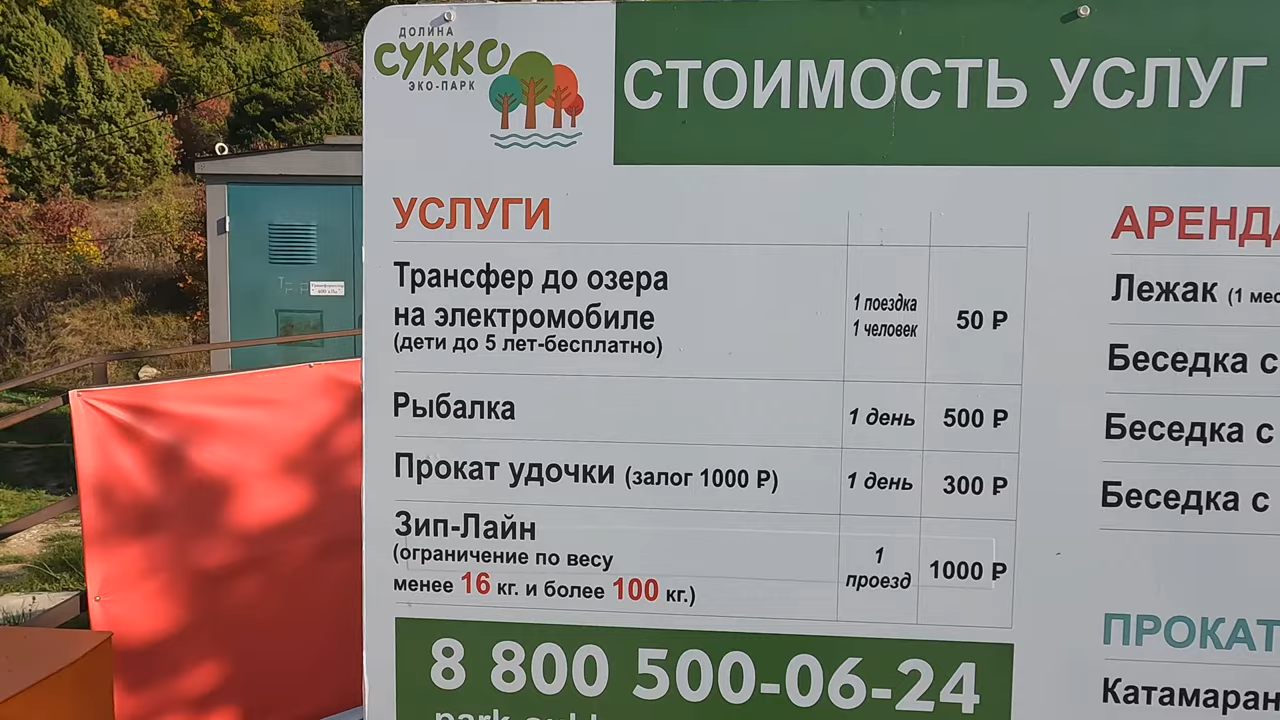 ДОЛИНА
СУККО
ЭКО-ПАРК
СТОИМОСТЬ УСЛУГ
УСЛУГИ
Трансфер до озера
на электромобиле
(дети до 5 лет-бесплатно)
1 поездка
1 человек
50 ₽
Рыбалка
1 день
500 ₽
Прокат удочки (залог 1000 ₽)
1 день
300 ₽
Зип-Лайн
(ограничение по весу
менее 16 кг. и более 100 кг.)
1
проезд
1000 ₽
8 800 500-06-24
АРЕНДА
Лежак (1 мес
Беседка с
Беседка с
Беседка с
ПРОКАТ
Катамаран